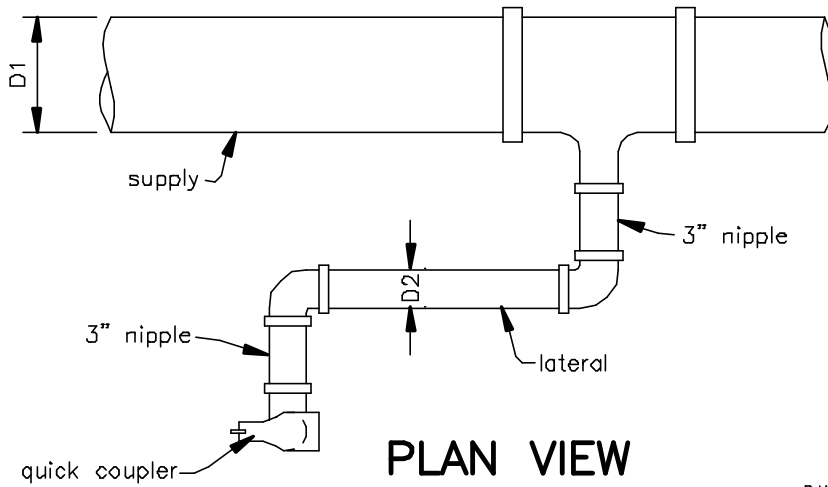 D1
supply
3" nipple
D2
3" nipple
lateral
quick coupler
PLAN VIEW